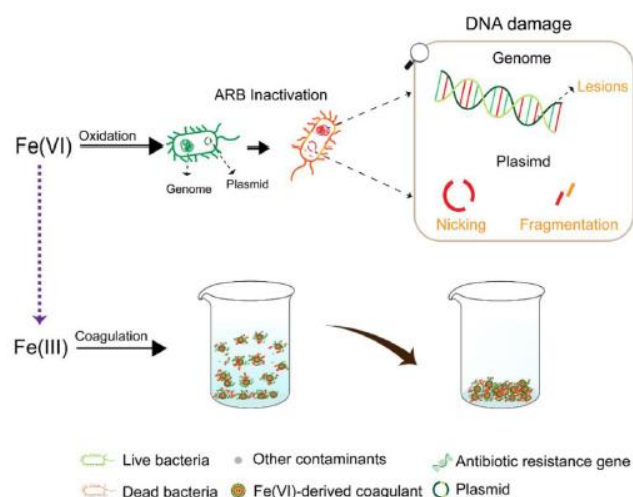 DNA damage
Genome
Lesions
ARB Inactivation
Fe(VI)
Oxidation
Genome
Plasmid
Plasimd
Nicking
Fragmentation
Fe(III)
Coagulation
Live bacteria
Other contaminants
Antibiotic resistance gene
Dead bacteria
Fe(VI)-derived coagulant
Plasmid